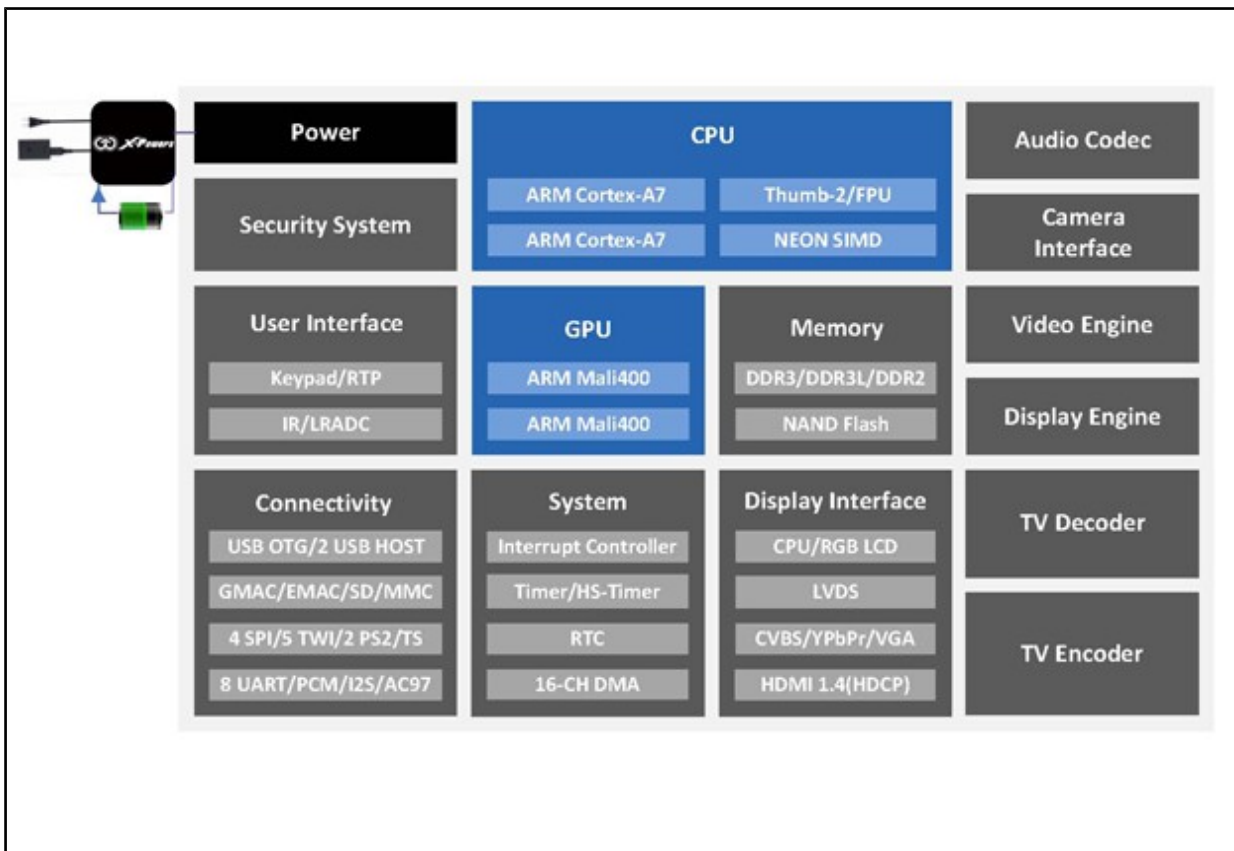 XPowers
Power
Security System
CPU
ARM Cortex-A7
Thumb-2/FPU
ARM Cortex-A7
NEON SIMD
Audio Codec
Camera
Interface
User Interface
Keypad/RTP
IR/LRADC
GPU
ARM Mali400
ARM Mali400
Memory
DDR3/DDR3L/DDR2
NAND Flash
Video Engine
Display Engine
Connectivity
USB OTG/2 USB HOST
GMAC/EMAC/SD/MMC
4 SPI/5 TWI/2 PS2/TS
8 UART/PCM/I2S/AC97
System
Interrupt Controller
Timer/HS-Timer
RTC
16-CH DMA
Display Interface
CPU/RGB LCD
LVDS
CVBS/YPbPr/VGA
HDMI 1.4(HDCP)
TV Decoder
TV Encoder